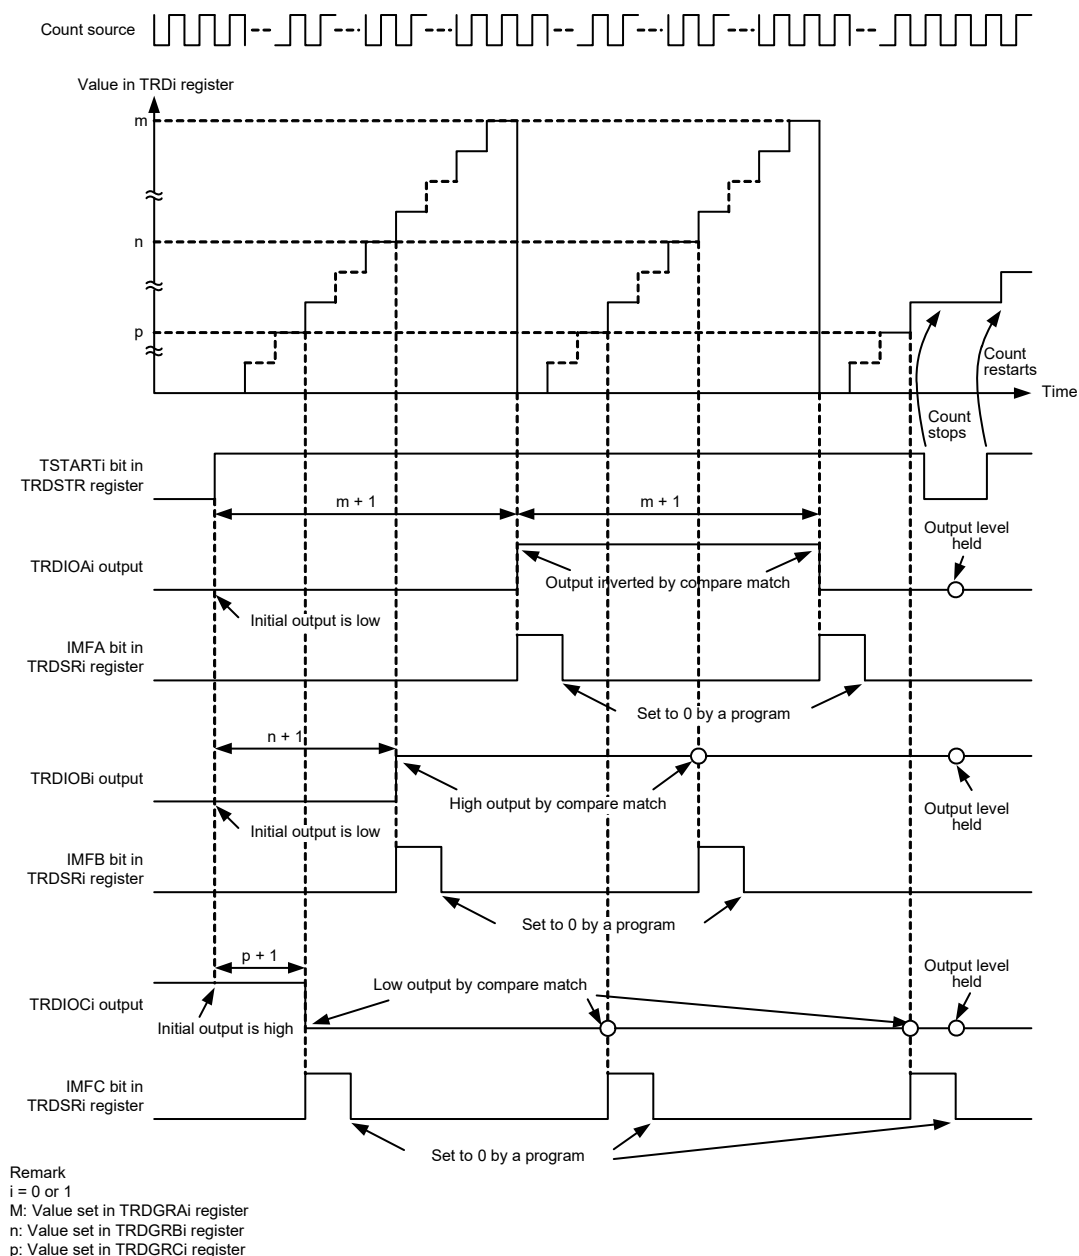 Count source
Value in TRDi register
m
n
p
Count
restarts
Time
Count
stops
TSTARTi bit in
TRDSTR register
m + 1
m + 1
Output level
held
TRDIOAi output
Output inverted by compare match
Initial output is low
IMFA bit in
TRDSRi register
Set to 0 by a program
n + 1
TRDIOBi output
High output by compare match
Output level
held
Initial output is low
IMFB bit in
TRDSRi register
Set to 0 by a program
p + 1
Output level
held
Low output by compare match
TRDIOCi output
Initial output is high
IMFC bit in
TRDSRi register
Set to 0 by a program
Remark
i = 0 or 1
M: Value set in TRDGRAi register
n: Value set in TRDGRBi register
p: Value set in TRDGRCi register